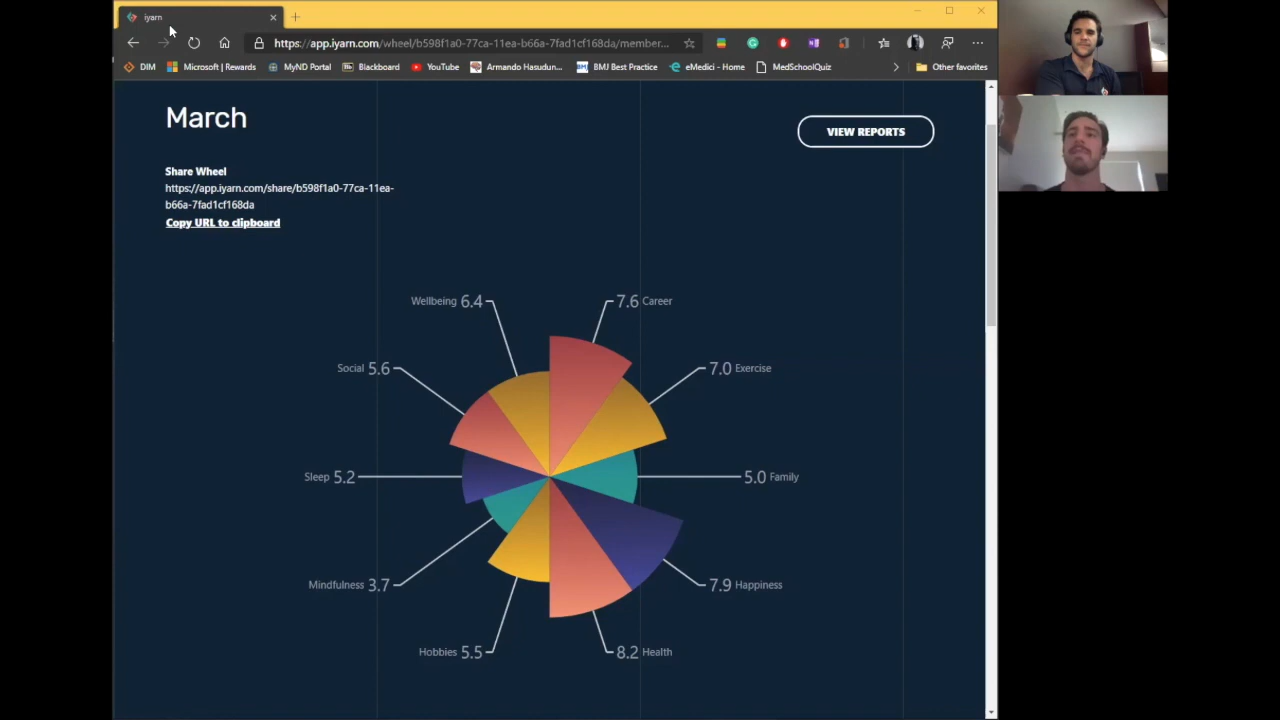 iyarn
https://app.iyarn.com/wheel/b598f1a0-77ca-11ea-b66a-7fad1cf168da/member...
DIM Microsoft | Rewards MyND Portal Blackboard YouTube Armando Hasudun... BMJ Best Practice eMedici - Home MedSchoolQuiz Other favorites
March
VIEW REPORTS
Share Wheel
https://app.iyarn.com/share/b598f1a0-77ca-11ea-
b66a-7fad1cf168da
Copy URL to clipboard
Wellbeing 6.4
7.6 Career
Social 5.6
7.0 Exercise
Sleep 5.2
5.0 Family
Mindfulness 3.7
7.9 Happiness
Hobbies 5.5
8.2 Health